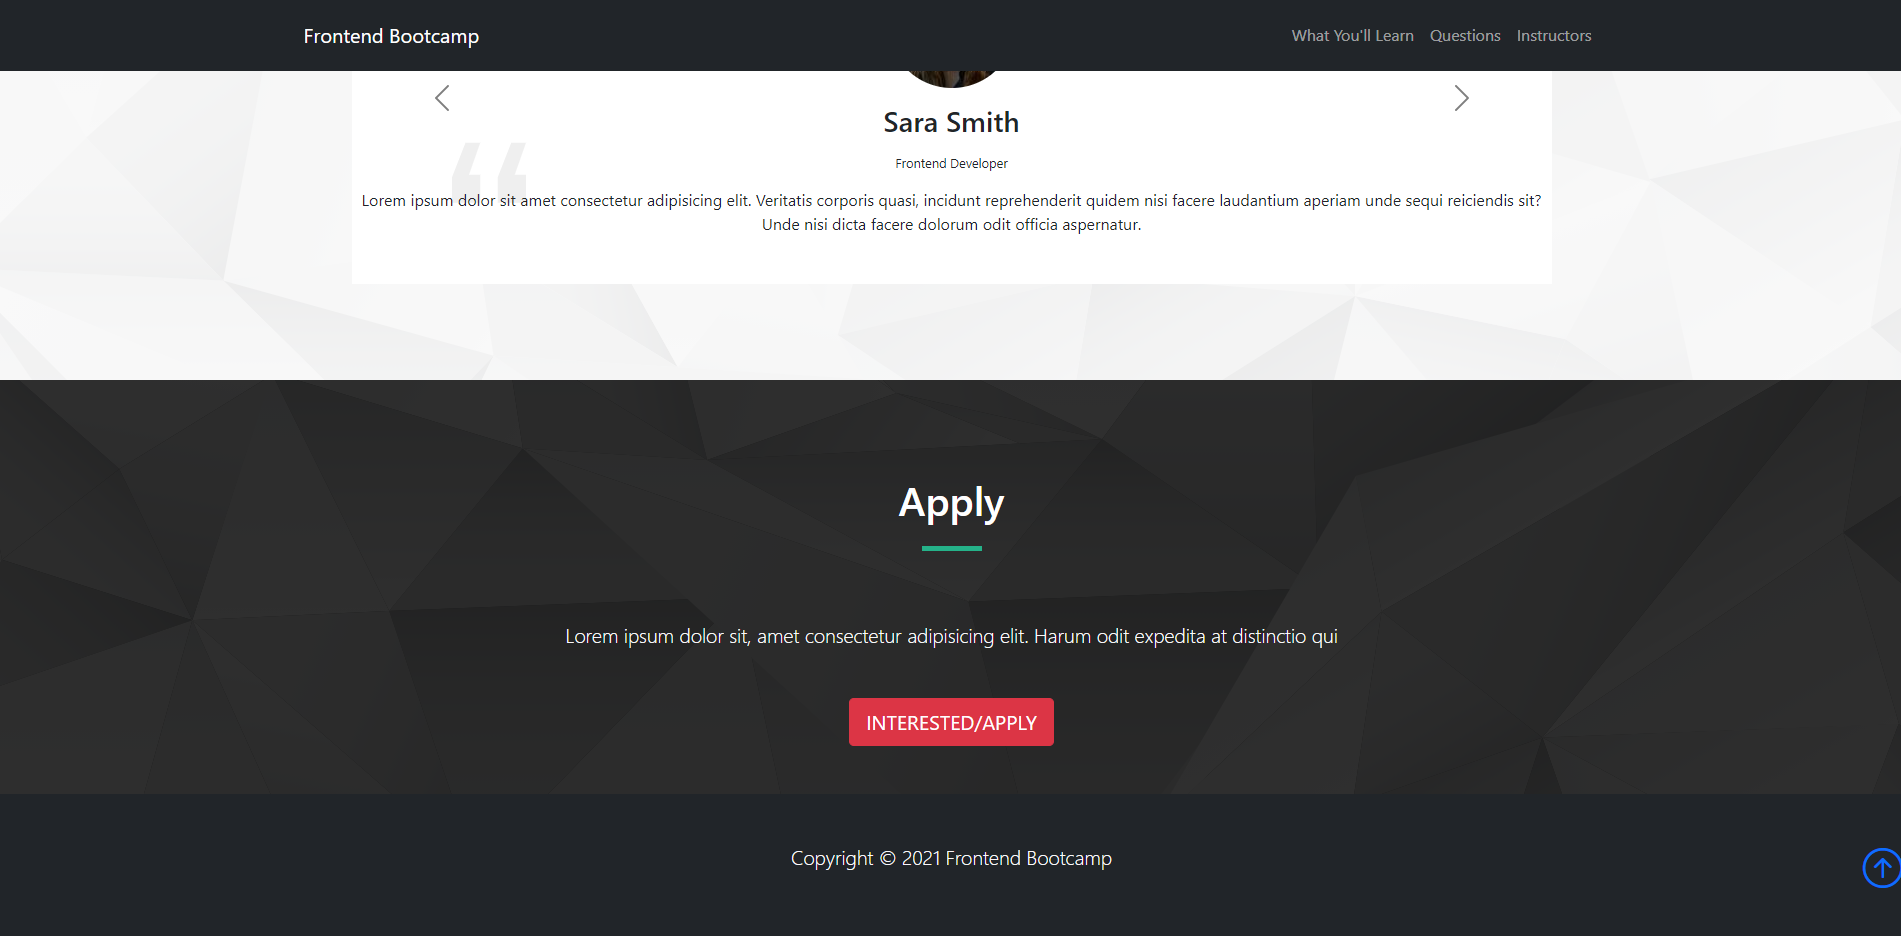 Frontend Bootcamp
What You'll Learn Questions Instructors
Sara Smith
Frontend Developer
“
Lorem ipsum dolor sit amet consectetur adipisicing elit. Veritatis corporis quasi, incidunt reprehenderit quidem nisi facere laudantium aperiam unde sequi reiciendis sit?
Unde nisi dicta facere dolorum odit officia aspernatur.
Apply
Lorem ipsum dolor sit, amet consectetur adipisicing elit. Harum odit expedita at distinctio qui
INTERESTED/APPLY
Copyright © 2021 Frontend Bootcamp